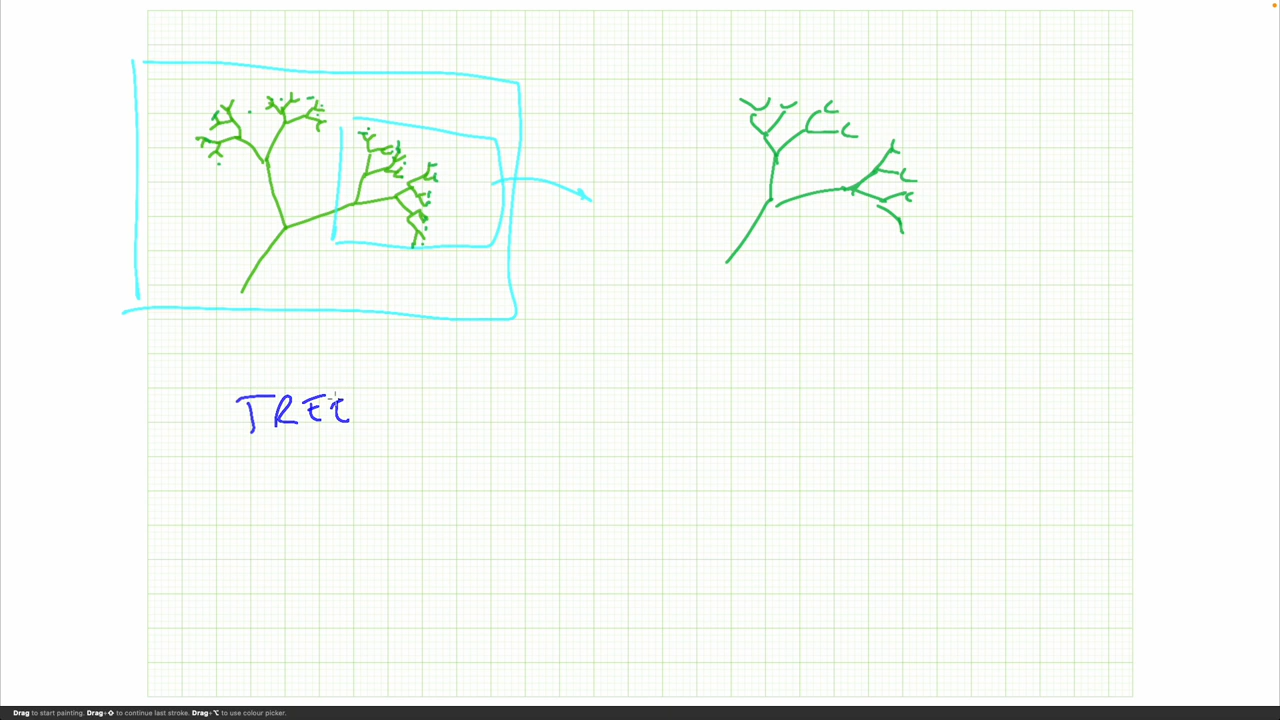 TREE
Drag to start painting. Drag+⇧ to continue last stroke. Drag+⌥ to use colour picker.